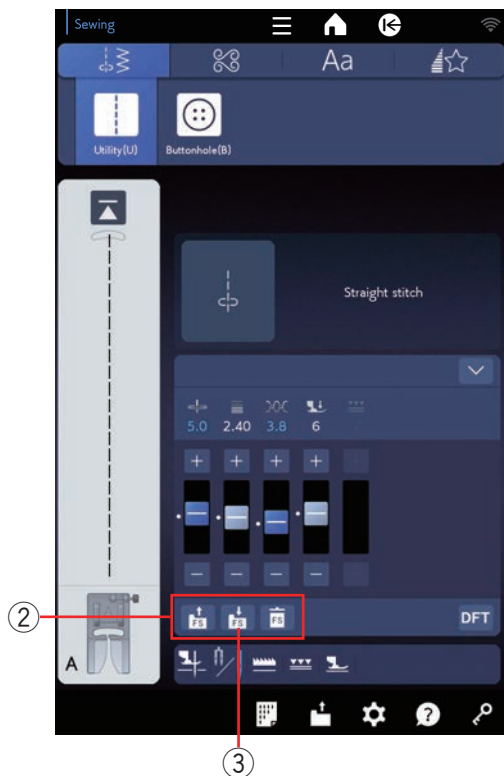 Sewing
Aa
Utility(U) Buttonhole(B)
Straight stitch
5.0 2.40 3.8 6
+ + + +
− − − −
② FS FS FS DFT
A
?
③